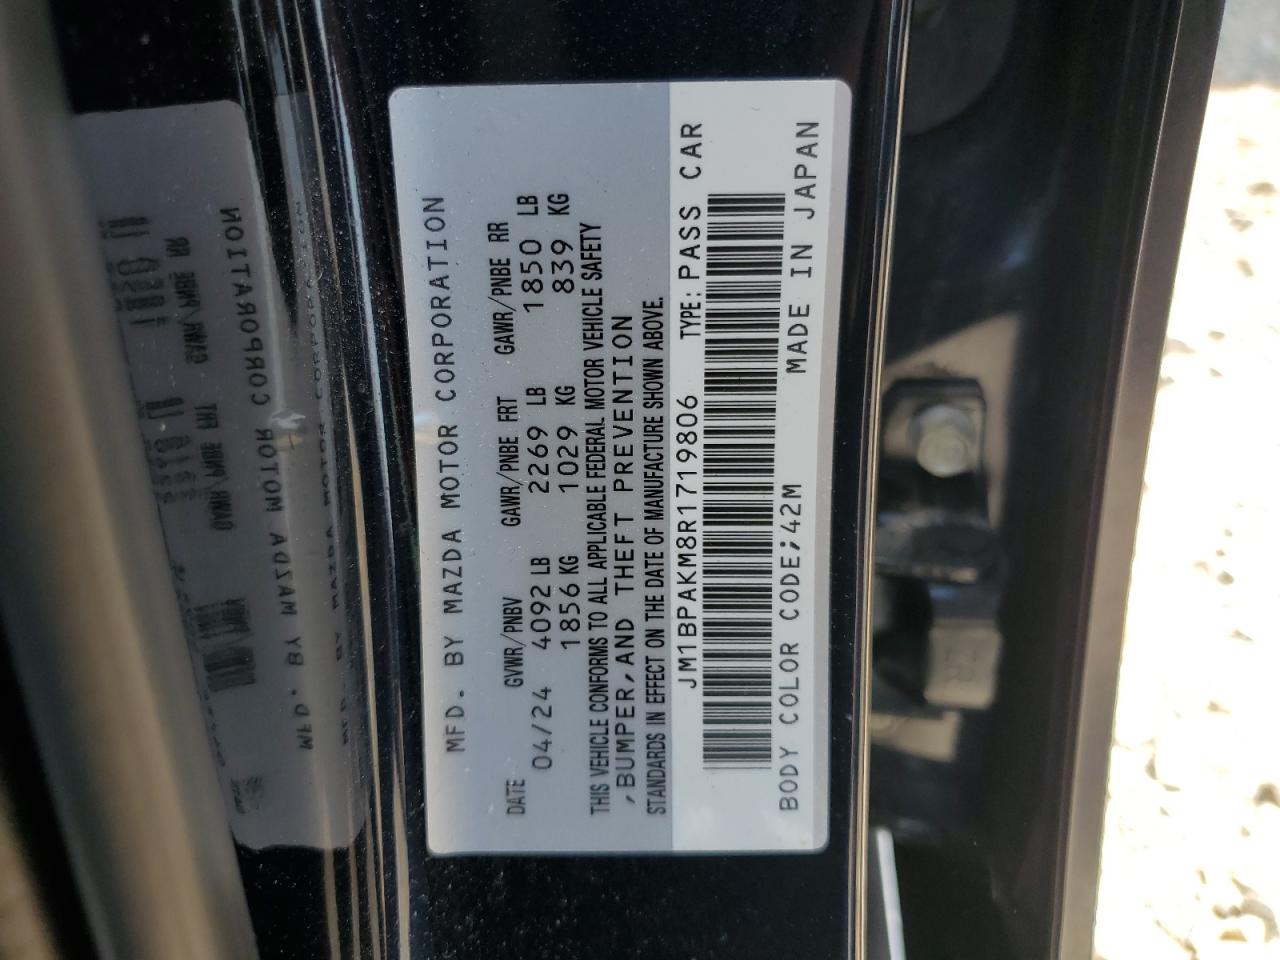 MFD. BY MAZDA MOTOR CORPORATION
DATE GVWR/PNBV GAWR/PNBE FRT GAWR/PNBE RR
04/24 4092 LB 2269 LB 1850 LB
1856 KG 1029 KG 839 KG
THIS VEHICLE CONFORMS TO ALL APPLICABLE FEDERAL MOTOR VEHICLE SAFETY
,BUMPER,AND THEFT PREVENTION
STANDARDS IN EFFECT ON THE DATE OF MANUFACTURE SHOWN ABOVE.
JM1BPAKM8R1719806 TYPE:PASS CAR
BODY COLOR CODE;42M MADE IN JAPAN